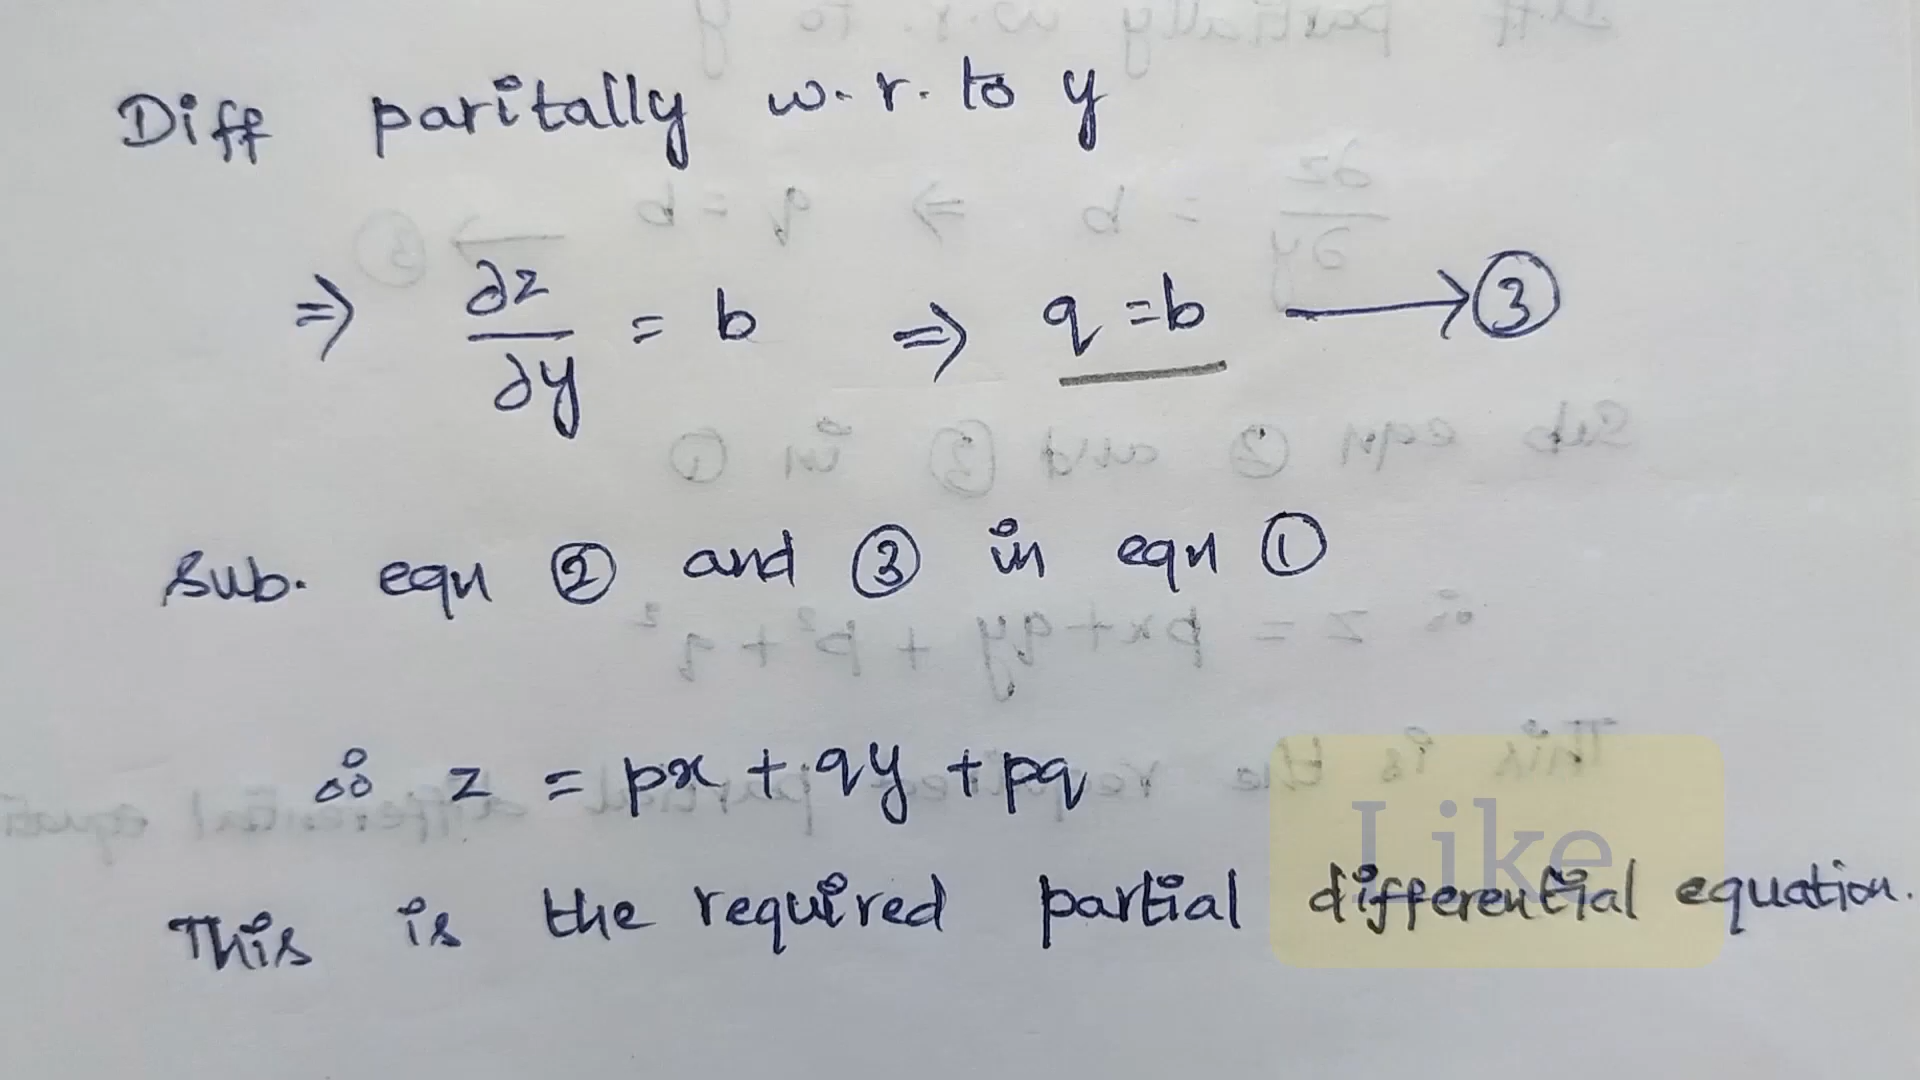 Diff paritally w.r. to y
⇒ ∂z/∂y = b ⇒ q = b ⟶ ③
Sub. eqn ② and ③ in eqn ①
∴ z = px + qy + pq
Like
This is the required partial differential equation.